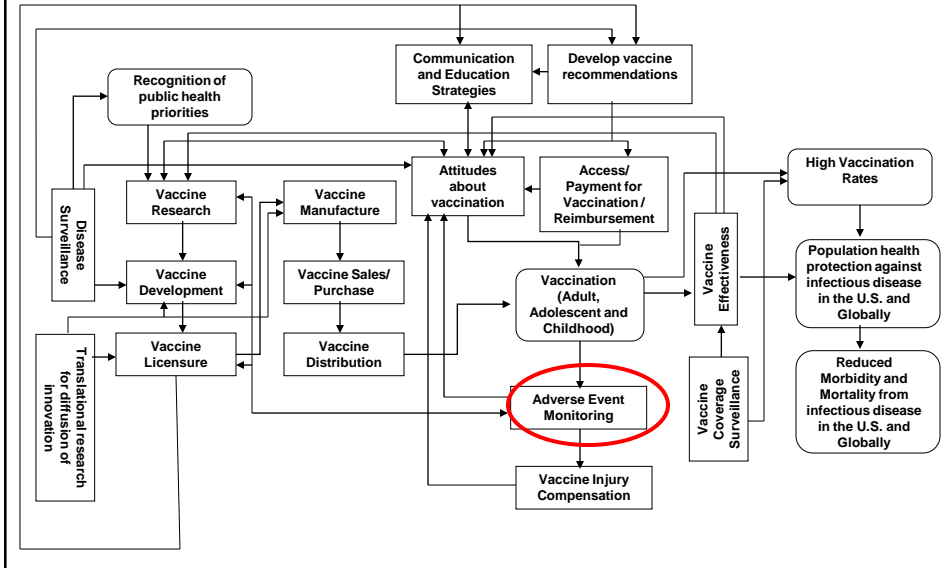 Communication
and Education
Strategies
Develop vaccine
recommendations
Recognition of
public health
priorities
Disease
Surveillance
Vaccine
Research
Vaccine
Manufacture
Attitudes
about
vaccination
Access/
Payment for
Vaccination /
Reimbursement
High Vaccination
Rates
Vaccine
Development
Vaccine Sales/
Purchase
Vaccination
(Adult,
Adolescent and
Childhood)
Vaccine
Effectiveness
Population health
protection against
infectious disease
in the U.S. and
Globally
Translational research
for diffusion of
innovation
Vaccine
Licensure
Vaccine
Distribution
Adverse Event
Monitoring
Vaccine
Coverage
Surveillance
Reduced
Morbidity and
Mortality from
infectious disease
in the U.S. and
Globally
Vaccine Injury
Compensation